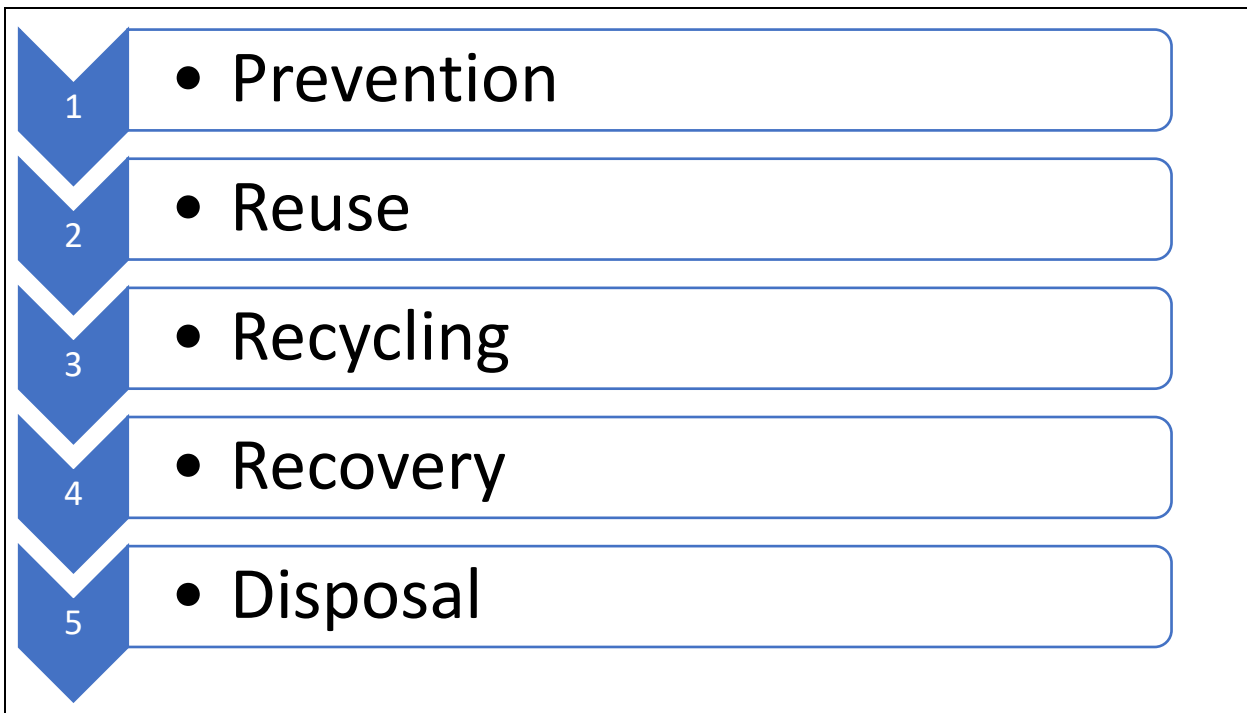 1 • Prevention
2 • Reuse
3 • Recycling
4 • Recovery
5 • Disposal